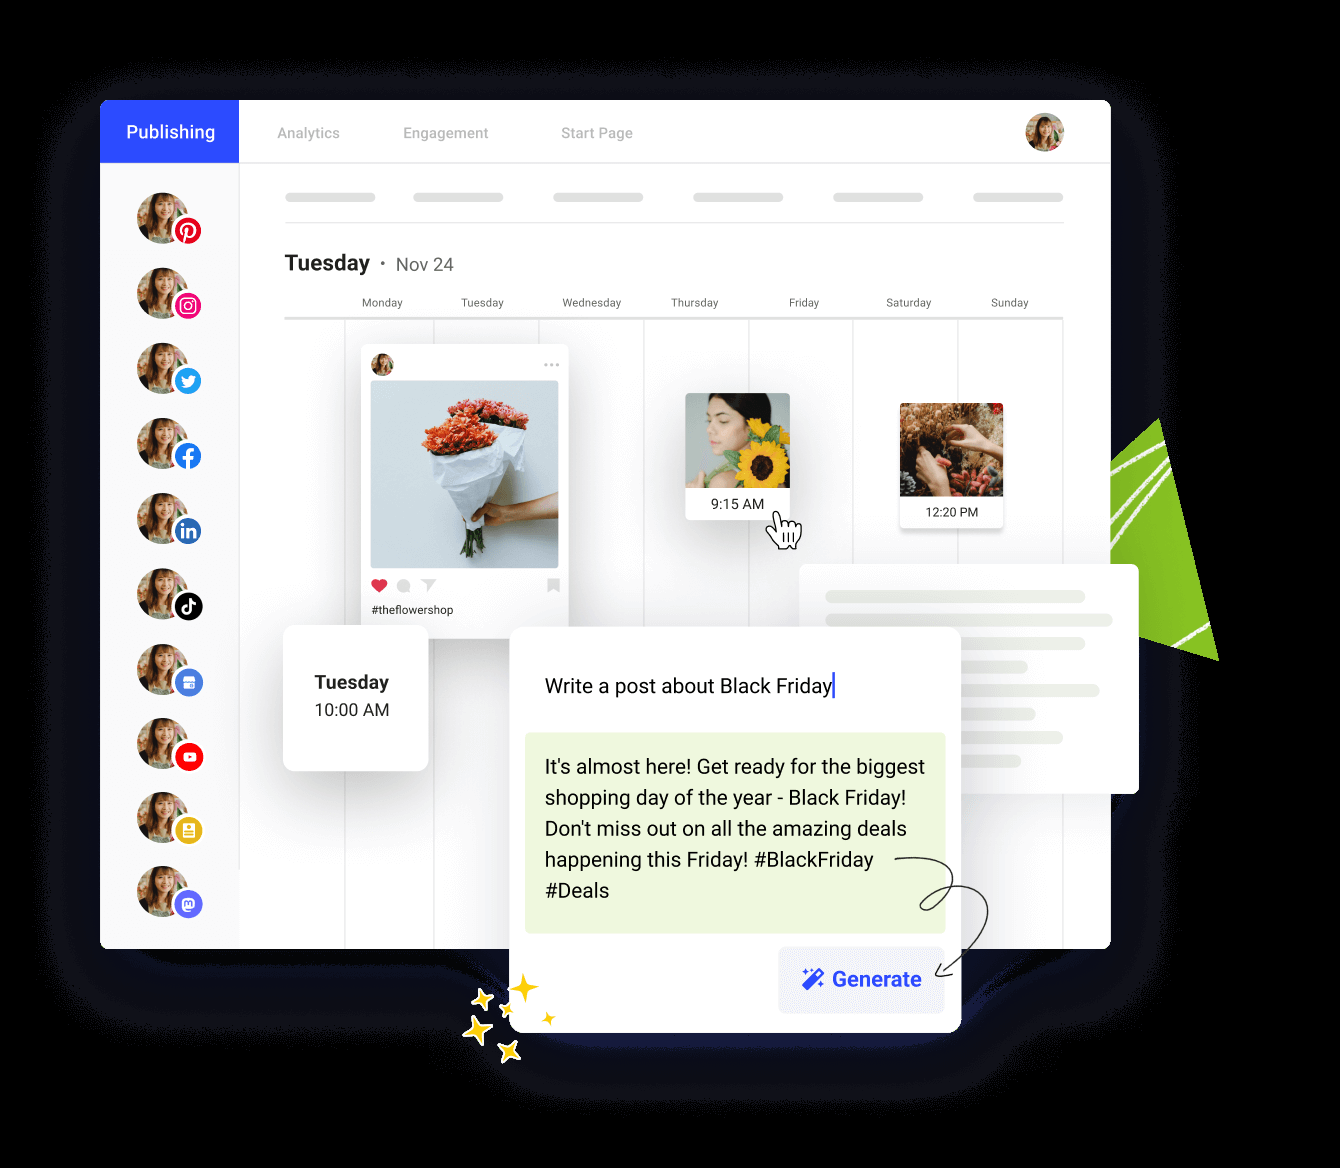 Publishing
Analytics
Engagement
Start Page
Tuesday • Nov 24
Monday
Tuesday
Wednesday
Thursday
Friday
Saturday
Sunday
9:15 AM
12:20 PM
#theflowershop
Tuesday
10:00 AM
Write a post about Black Friday
It's almost here! Get ready for the biggest
shopping day of the year - Black Friday!
Don't miss out on all the amazing deals
happening this Friday! #BlackFriday
#Deals
Generate